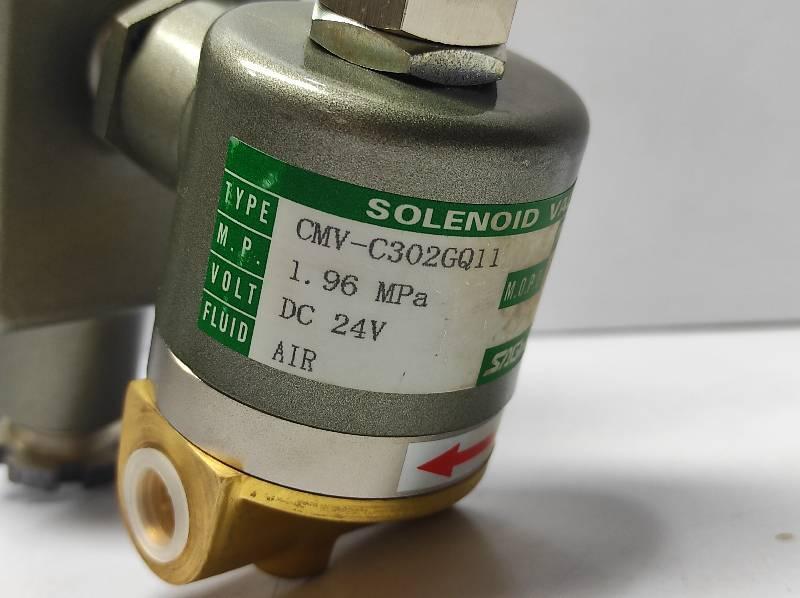 SOLENOID
TYPE CMV-C302GQ11
M.P. 1.96 MPa
VOLT DC 24V
FLUID AIR